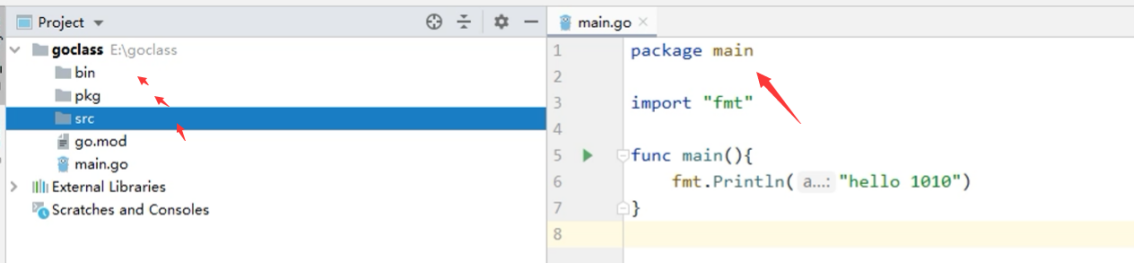 Project
goclass E:\goclass
bin
pkg
src
go.mod
main.go
External Libraries
Scratches and Consoles
main.go
1 package main
2
3 import "fmt"
4
5 func main(){
6 fmt.Println( a...: "hello 1010")
7 }
8